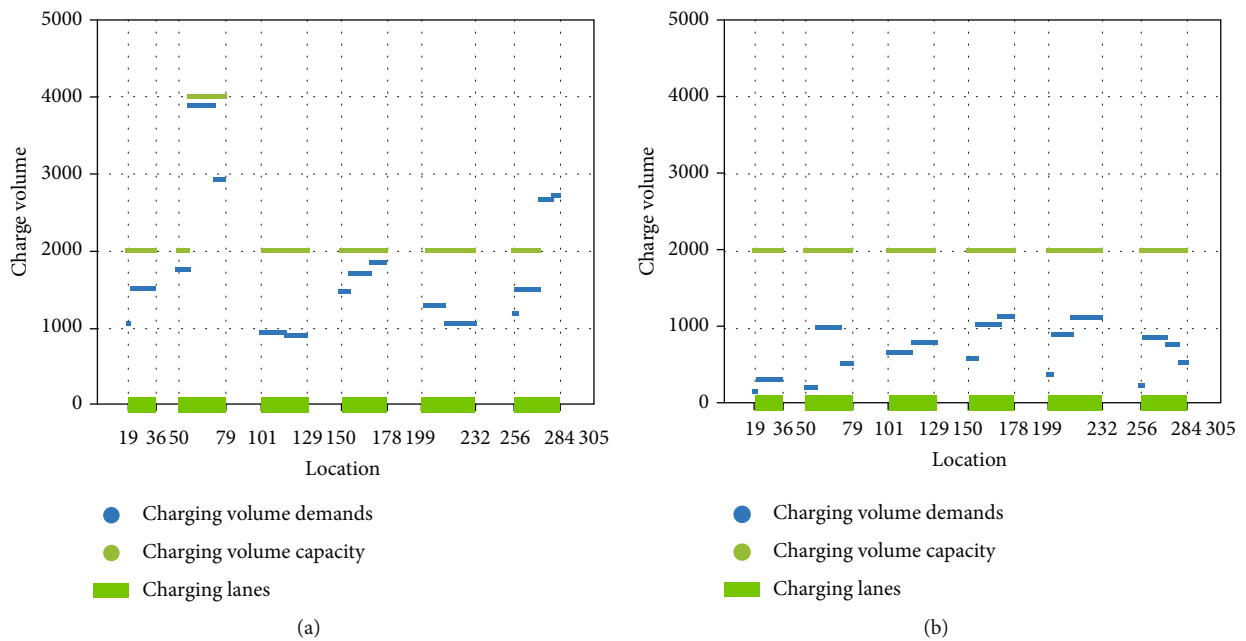 5000
4000
3000
2000
1000
0
Charge volume
19 36 50 79 101 129 150 178 199 232 256 284 305
Location
Charging volume demands
Charging volume capacity
Charging lanes
(a)
5000
4000
3000
2000
1000
0
Charge volume
19 36 50 79 101 129 150 178 199 232 256 284 305
Location
Charging volume demands
Charging volume capacity
Charging lanes
(b)